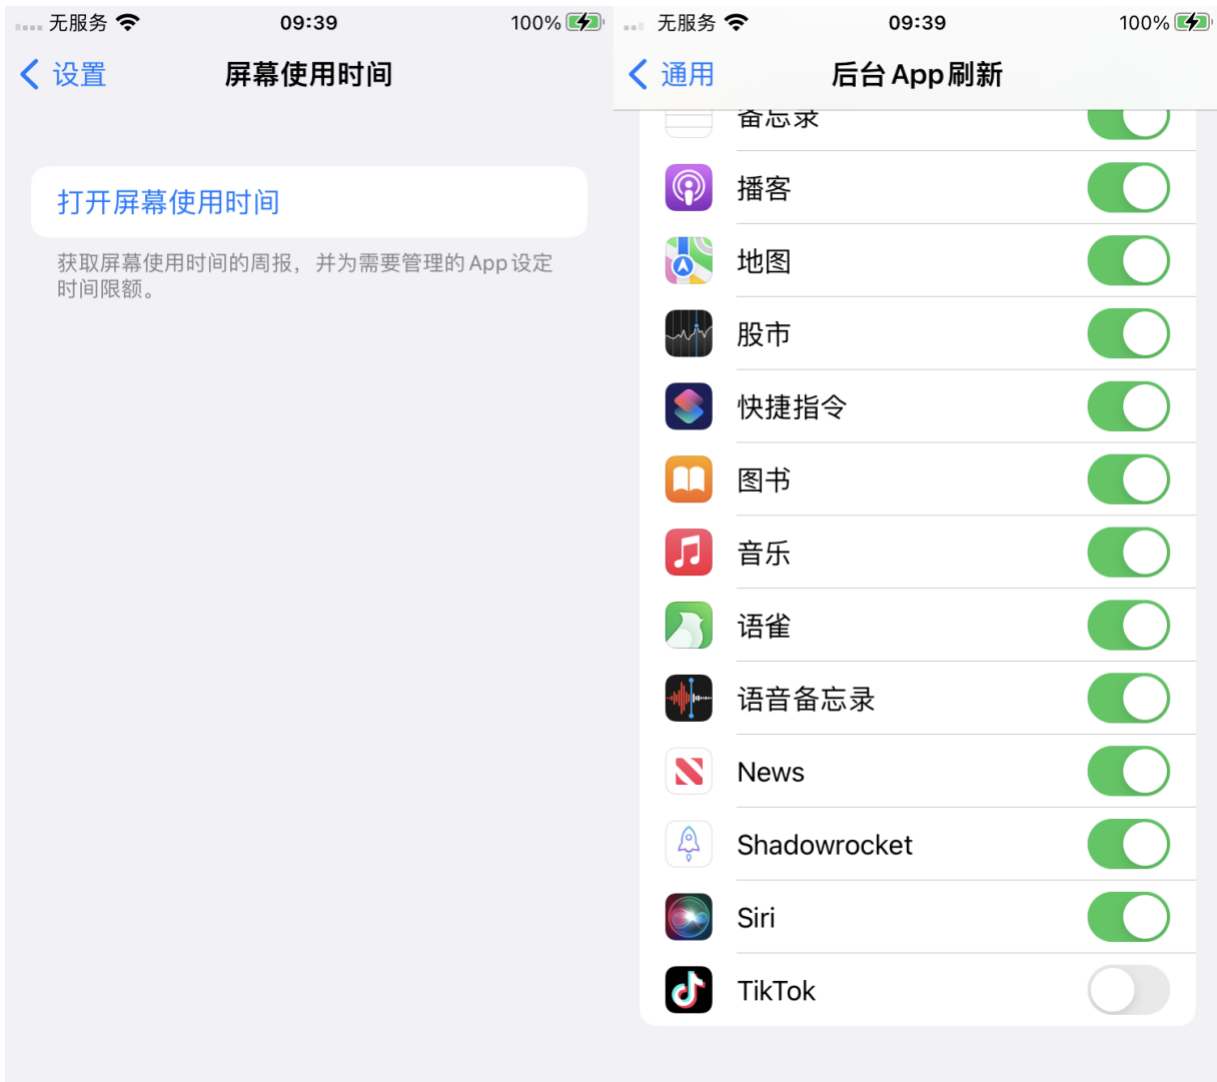 无服务
09:39
100%
设置
屏幕使用时间
打开屏幕使用时间
获取屏幕使用时间的周报，并为需要管理的App设定
时间限额。
无服务
09:39
100%
通用
后台App刷新
备忘录
播客
地图
股市
快捷指令
图书
音乐
语雀
语音备忘录
News
Shadowrocket
Siri
TikTok